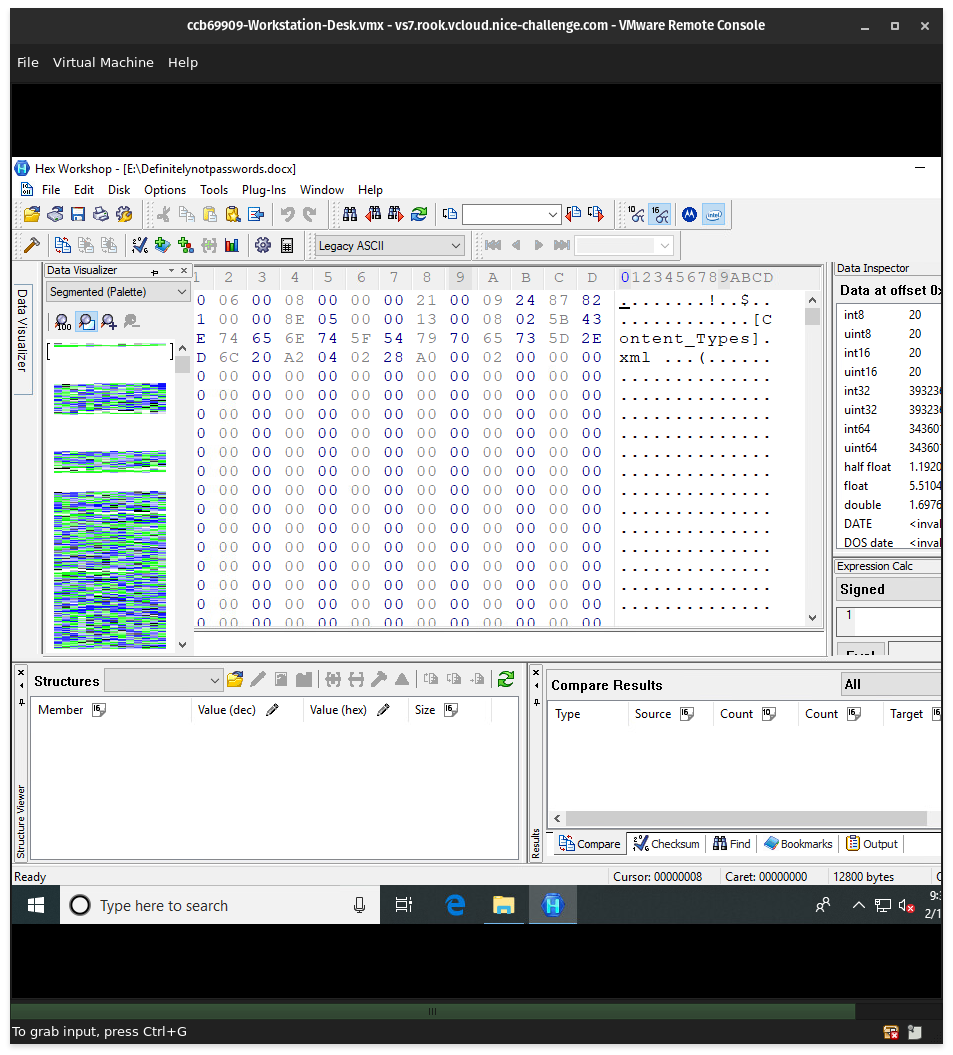 ccb69909-Workstation-Desk.vmx - vs7.rook.vcloud.nice-challenge.com - VMware Remote Console
File Virtual Machine Help
Hex Workshop - [E:\Definitelynotpasswords.docx]
File Edit Disk Options Tools Plug-Ins Window Help
Legacy ASCII
Data Visualizer
Segmented (Palette)
100
Data Visualizer
1 2 3 4 5 6 7 8 9 A B C D 0123456789ABCD
0 06 00 08 00 00 00 21 00 09 24 87 82 ........!..$..
1 00 00 8E 05 00 00 13 00 08 02 5B 43 ............[C
E 74 65 6E 74 5F 54 79 70 65 73 5D 2E ontent_Types].
D 6C 20 A2 04 02 28 A0 00 02 00 00 00 xml ...(......
0 00 00 00 00 00 00 00 00 00 00 00 00 ..............
0 00 00 00 00 00 00 00 00 00 00 00 00 ..............
0 00 00 00 00 00 00 00 00 00 00 00 00 ..............
0 00 00 00 00 00 00 00 00 00 00 00 00 ..............
0 00 00 00 00 00 00 00 00 00 00 00 00 ..............
0 00 00 00 00 00 00 00 00 00 00 00 00 ..............
0 00 00 00 00 00 00 00 00 00 00 00 00 ..............
0 00 00 00 00 00 00 00 00 00 00 00 00 ..............
0 00 00 00 00 00 00 00 00 00 00 00 00 ..............
0 00 00 00 00 00 00 00 00 00 00 00 00 ..............
0 00 00 00 00 00 00 00 00 00 00 00 00 ..............
0 00 00 00 00 00 00 00 00 00 00 00 00 ..............
0 00 00 00 00 00 00 00 00 00 00 00 00 ..............
0 00 00 00 00 00 00 00 00 00 00 00 00
Data Inspector
Data at offset 0x
int8 20
uint8 20
int16 20
uint16 20
int32 39323
uint32 39323
int64 34360
uint64 34360
half float 1.1920
float 5.5104
double 1.6976
DATE <inval
DOS date <inval
Expression Calc
Signed
1
Eval
Structures
Member Value (dec) Value (hex) Size
Structure Viewer
Compare Results All
Type Source Count Count Target
Results
Compare Checksum Find Bookmarks Output
Ready Cursor: 00000008 Caret: 00000000 12800 bytes
Type here to search
9:3
2/1
To grab input, press Ctrl+G